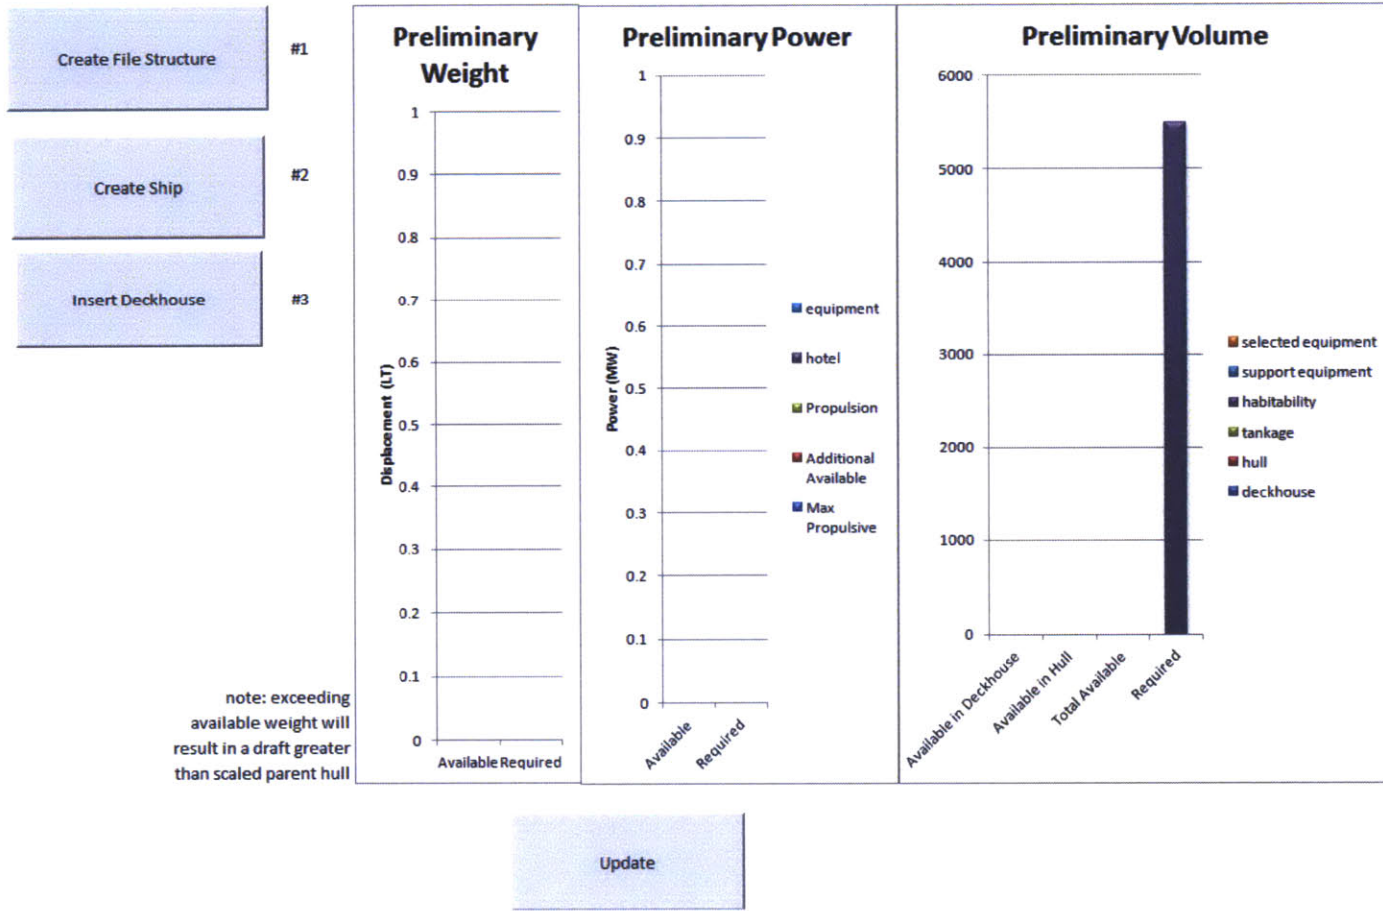 Create File Structure
#1
Create Ship
#2
Insert Deckhouse
#3
note: exceeding
available weight will
result in a draft greater
than scaled parent hull
Preliminary
Weight
Displacement (LT)
1
0.9
0.8
0.7
0.6
0.5
0.4
0.3
0.2
0.1
0
Available Required
Preliminary Power
Power (MW)
1
0.9
0.8
0.7
0.6
0.5
0.4
0.3
0.2
0.1
0
Available
Required
equipment
hotel
Propulsion
Additional
Available
Max
Propulsive
Preliminary Volume
6000
5000
4000
3000
2000
1000
0
Available in Deckhouse
Available in Hull
Total Available
Required
selected equipment
support equipment
habitability
tankage
hull
deckhouse
Update